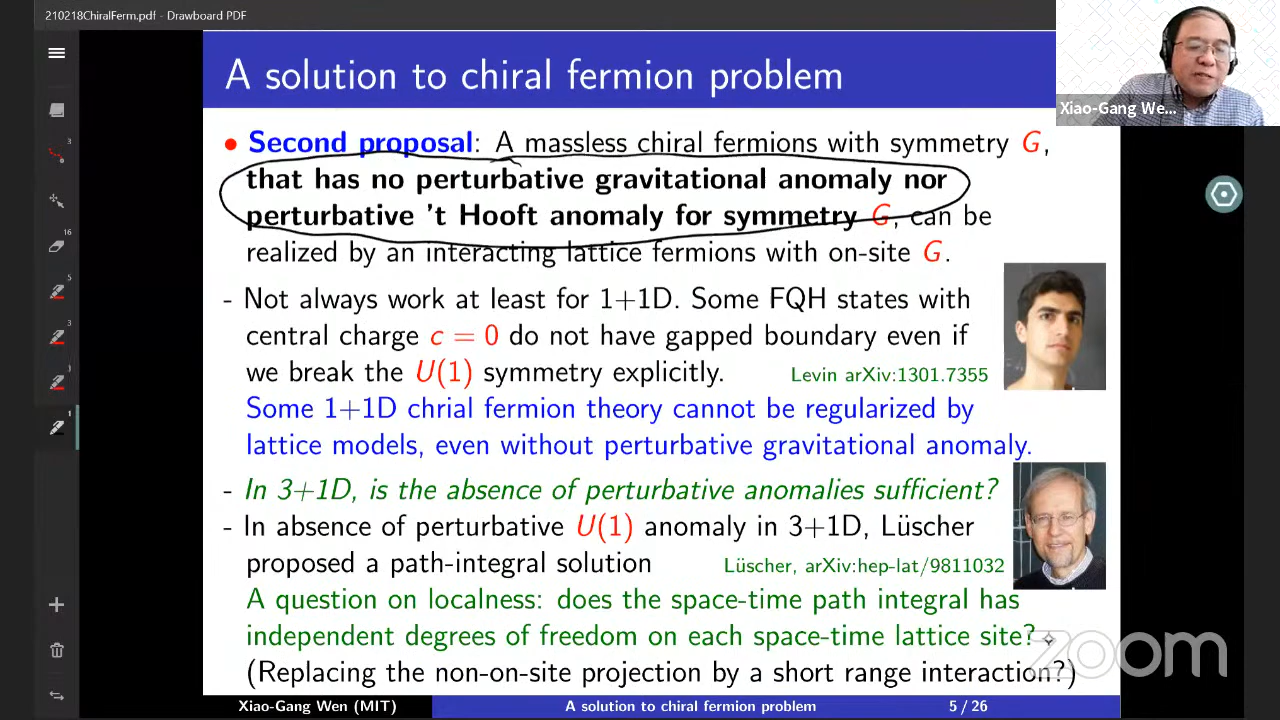 210218ChiralFerm.pdf - Drawboard PDF
A solution to chiral fermion problem
Xiao-Gang We...
• Second proposal: A massless chiral fermions with symmetry G,
that has no perturbative gravitational anomaly nor
perturbative 't Hooft anomaly for symmetry G, can be
realized by an interacting lattice fermions with on-site G.
- Not always work at least for 1+1D. Some FQH states with
central charge c = 0 do not have gapped boundary even if
we break the U(1) symmetry explicitly. Levin arXiv:1301.7355
Some 1+1D chrial fermion theory cannot be regularized by
lattice models, even without perturbative gravitational anomaly.
- In 3+1D, is the absence of perturbative anomalies sufficient?
- In absence of perturbative U(1) anomaly in 3+1D, Lüscher
proposed a path-integral solution Lüscher, arXiv:hep-lat/9811032
A question on localness: does the space-time path integral has
independent degrees of freedom on each space-time lattice site?
(Replacing the non-on-site projection by a short range interaction?)
zoom
Xiao-Gang Wen (MIT) A solution to chiral fermion problem 5 / 26
3
16
5
3
1